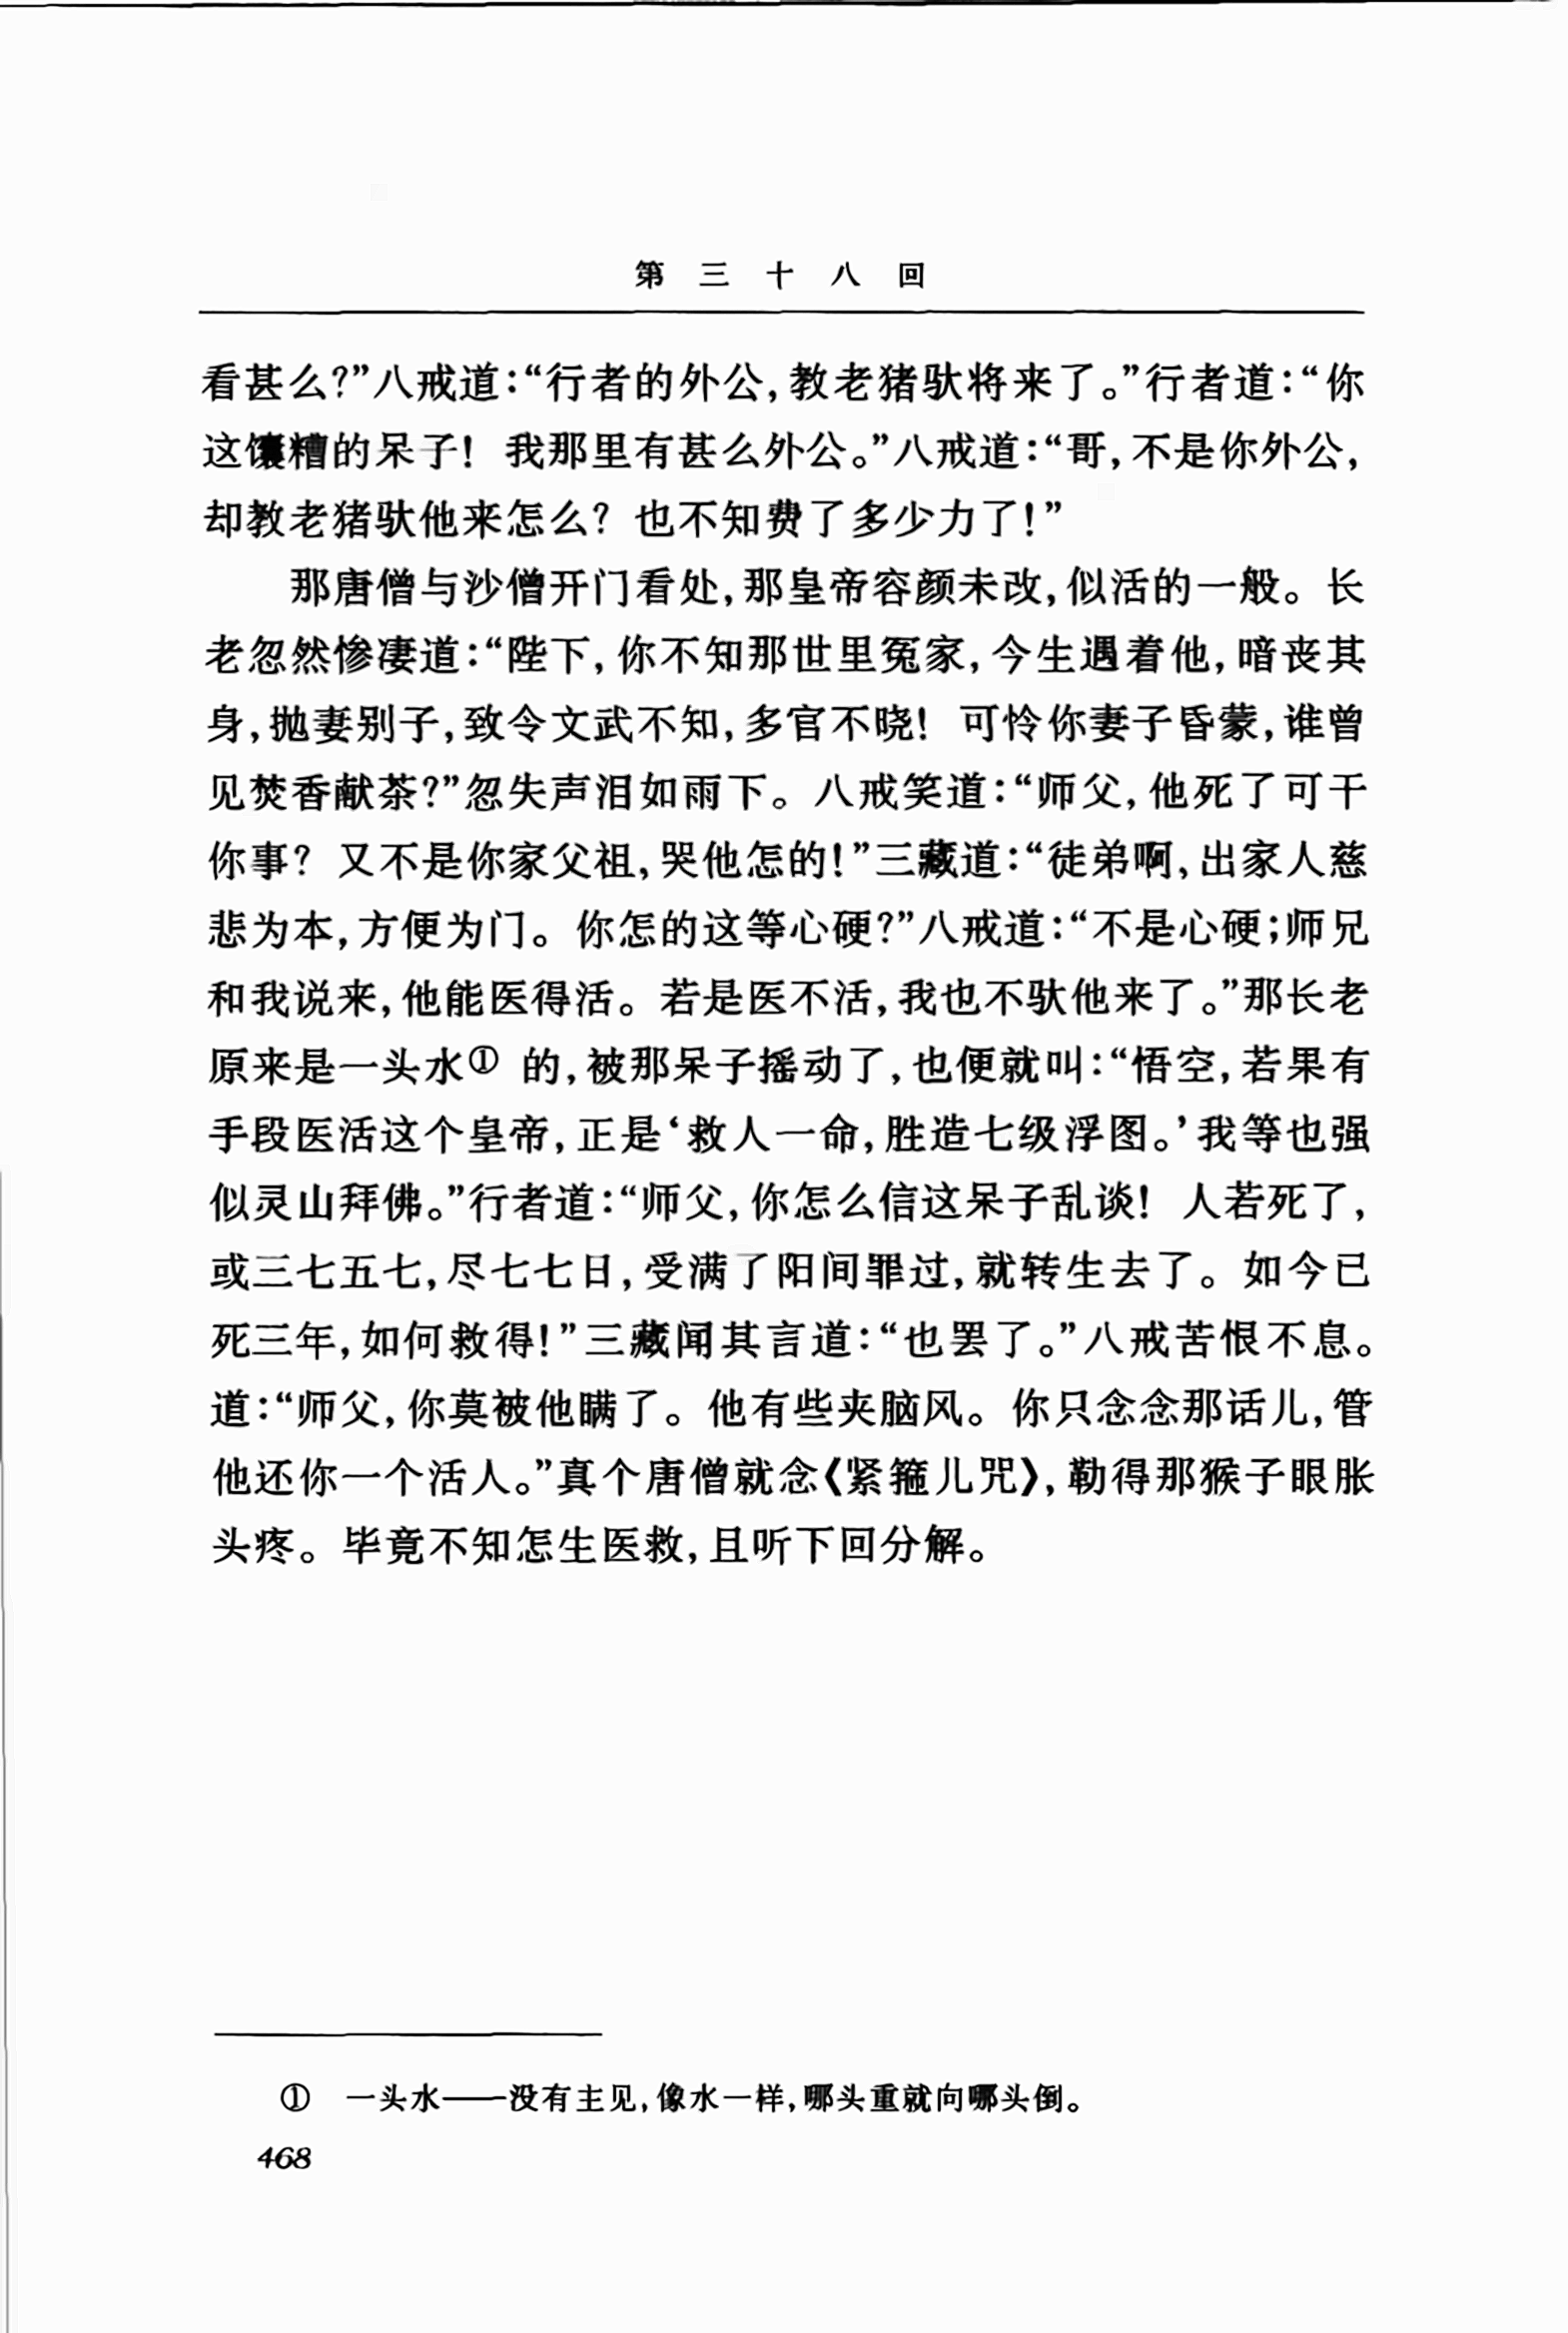 第三十八回
看甚么?”八戒道:“行者的外公,教老猪驮将来了。”行者道:“你
这馕糟的呆子! 我那里有甚么外公。”八戒道:“哥,不是你外公,
却教老猪驮他来怎么? 也不知费了多少力了!”
那唐僧与沙僧开门看处,那皇帝容颜未改,似活的一般。长
老忽然惨凄道:“陛下,你不知那世里冤家,今生遇着他,暗丧其
身,抛妻别子,致令文武不知,多官不晓! 可怜你妻子昏蒙,谁曾
见焚香献茶?”忽失声泪如雨下。八戒笑道:“师父,他死了可干
你事? 又不是你家父祖,哭他怎的!”三藏道:“徒弟啊,出家人慈
悲为本,方便为门。你怎的这等心硬?”八戒道:“不是心硬;师兄
和我说来,他能医得活。若是医不活,我也不驮他来了。”那长老
原来是一头水① 的,被那呆子摇动了,也便就叫:“悟空,若果有
手段医活这个皇帝,正是‘救人一命,胜造七级浮图。’我等也强
似灵山拜佛。”行者道:“师父,你怎么信这呆子乱谈! 人若死了,
或三七五七,尽七七日,受满了阳间罪过,就转生去了。如今已
死三年,如何救得!”三藏闻其言道:“也罢了。”八戒苦恨不息。
道:“师父,你莫被他瞒了。他有些夹脑风。你只念念那话儿,管
他还你一个活人。”真个唐僧就念《紧箍儿咒》,勒得那猴子眼胀
头疼。毕竟不知怎生医救,且听下回分解。
① 一头水——没有主见,像水一样,哪头重就向哪头倒。
468